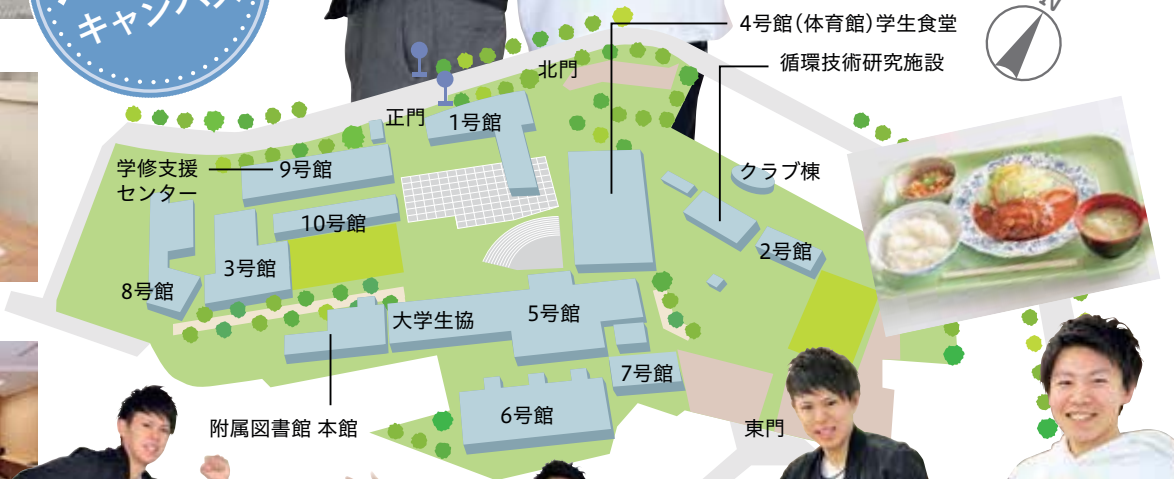 キャンパス
N
4号館(体育館)学生食堂
循環技術研究施設
北門
正門
1号館
学修支援
センター
9号館
クラブ棟
10号館
2号館
3号館
8号館
大学生協
5号館
7号館
6号館
附属図書館 本館
東門